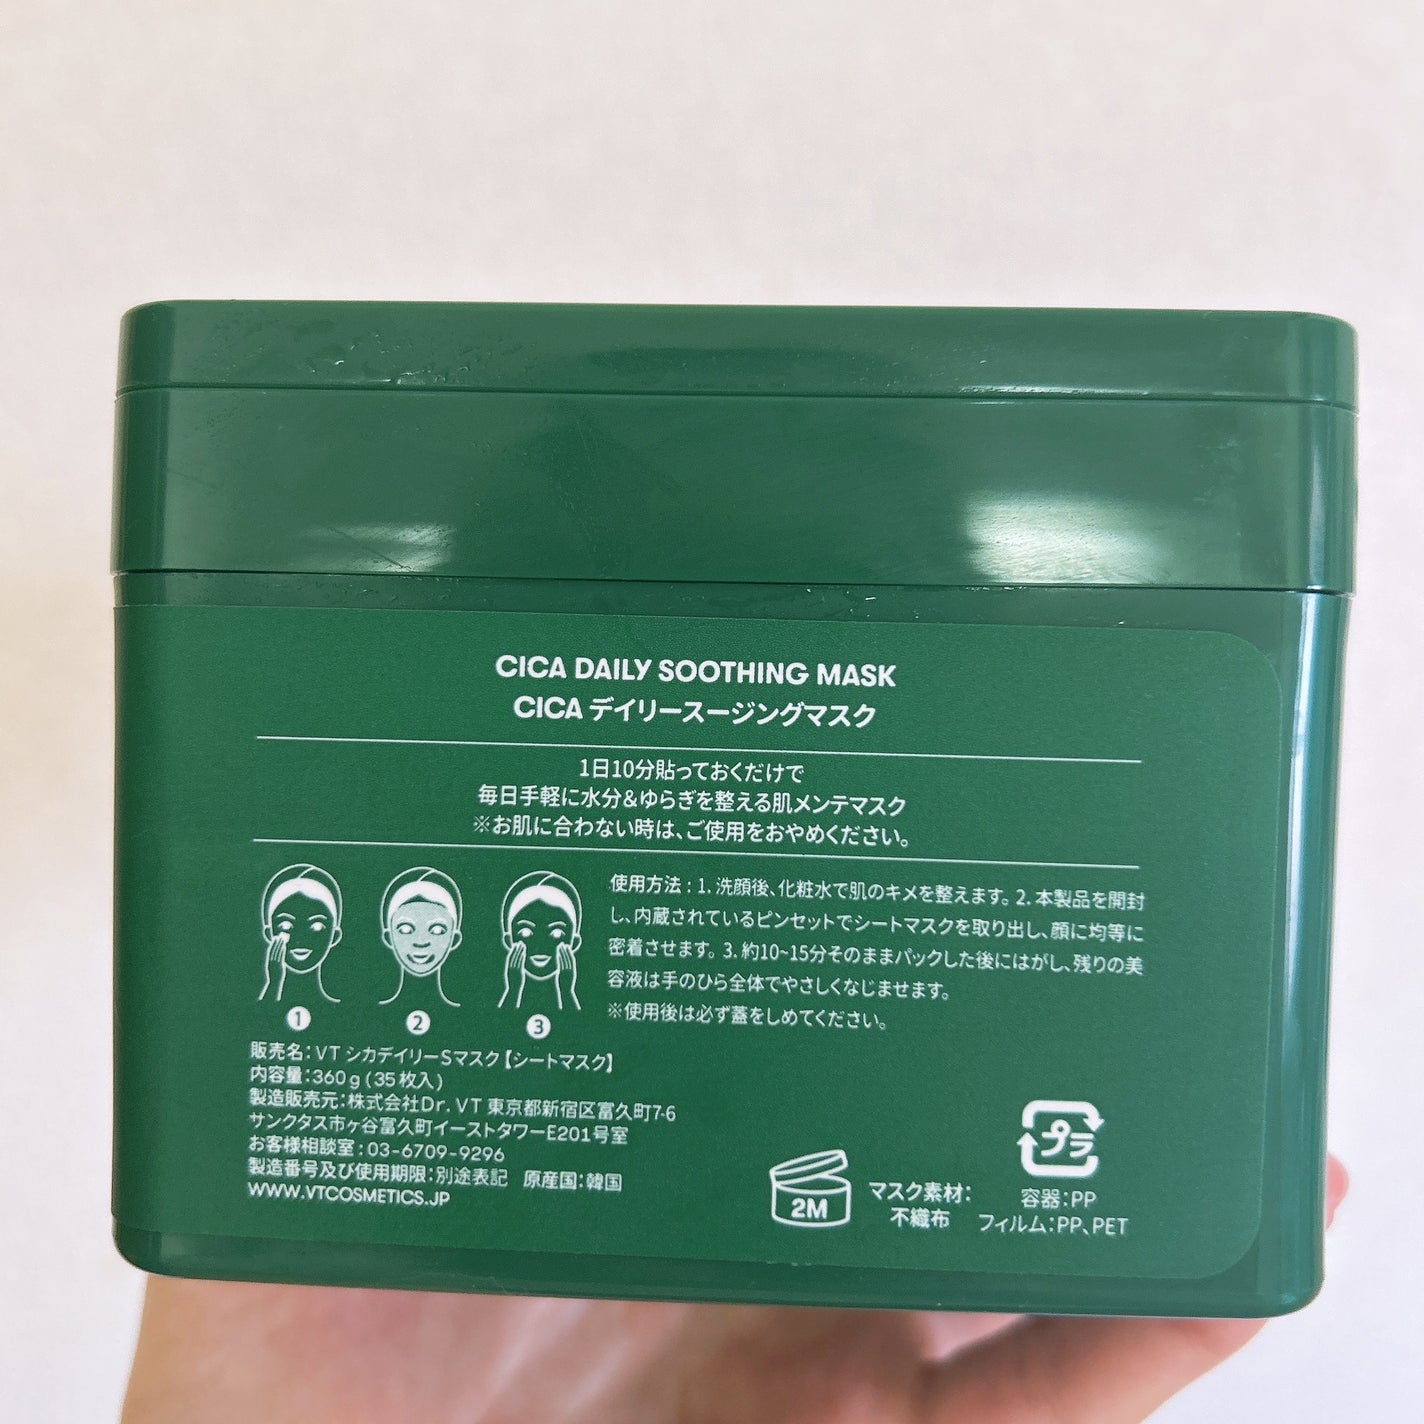 CICA DAILY SOOTHING MASK
CICA デイリースージングマスク
1日10分貼っておくだけで
毎日手軽に水分&ゆらぎを整える肌メンテマスク
※お肌に合わない時は、ご使用をおやめください。
使用方法 : 1. 洗顔後、化粧水で肌のキメを整えます。2. 本製品を開封
し、内蔵されているピンセットでシートマスクを取り出し、顔に均等に
密着させます。3. 約10~15分そのままパックした後にはがし、残りの美
容液は手のひら全体でやさしくなじませます。
※使用後は必ず蓋をしめてください。
1
2
3
販売名：VT シカデイリーSマスク【シートマスク】
内容量：360g (35枚入)
製造販売元：株式会社Dr. VT 東京都新宿区富久町7-6
サンクタス市ヶ谷富久町イーストタワーE201号室
お客様相談室：03-6709-9296
製造番号及び使用期限：別途表記 原産国：韓国
WWW.VTCOSMETICS.JP
2M
マスク素材：
不織布
プラ
容器：PP
フィルム：PP、PET